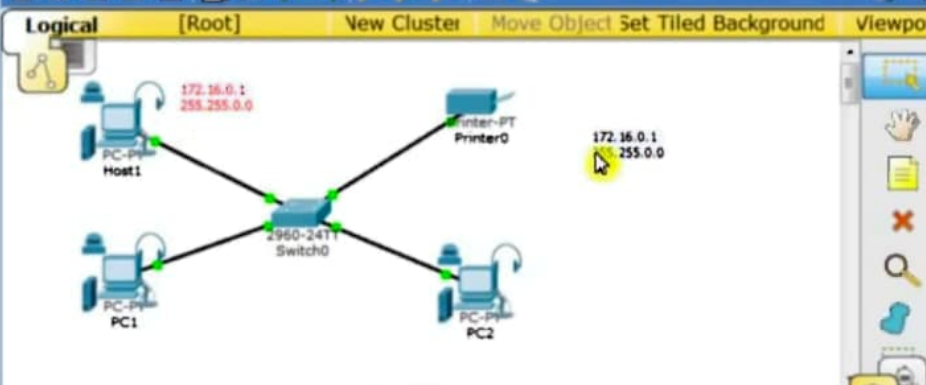 Logical
[Root]
New Cluster
Move Object
Set Tiled Background
Viewpo
172.16.0.1
255.255.0.0
PC-PT
Host1
Printer-PT
Printer0
172.16.0.1
255.0.0
2960-24TT
Switch0
PC-PT
PC1
PC-PT
PC2